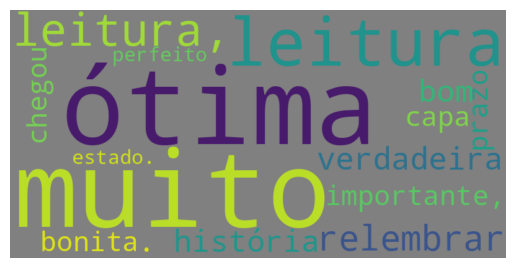 leitura, leitura
perfeito
chegou
ótima
bom
prazo
capa
estado.
muito
verdadeira
importante,
bonita. história relembrar